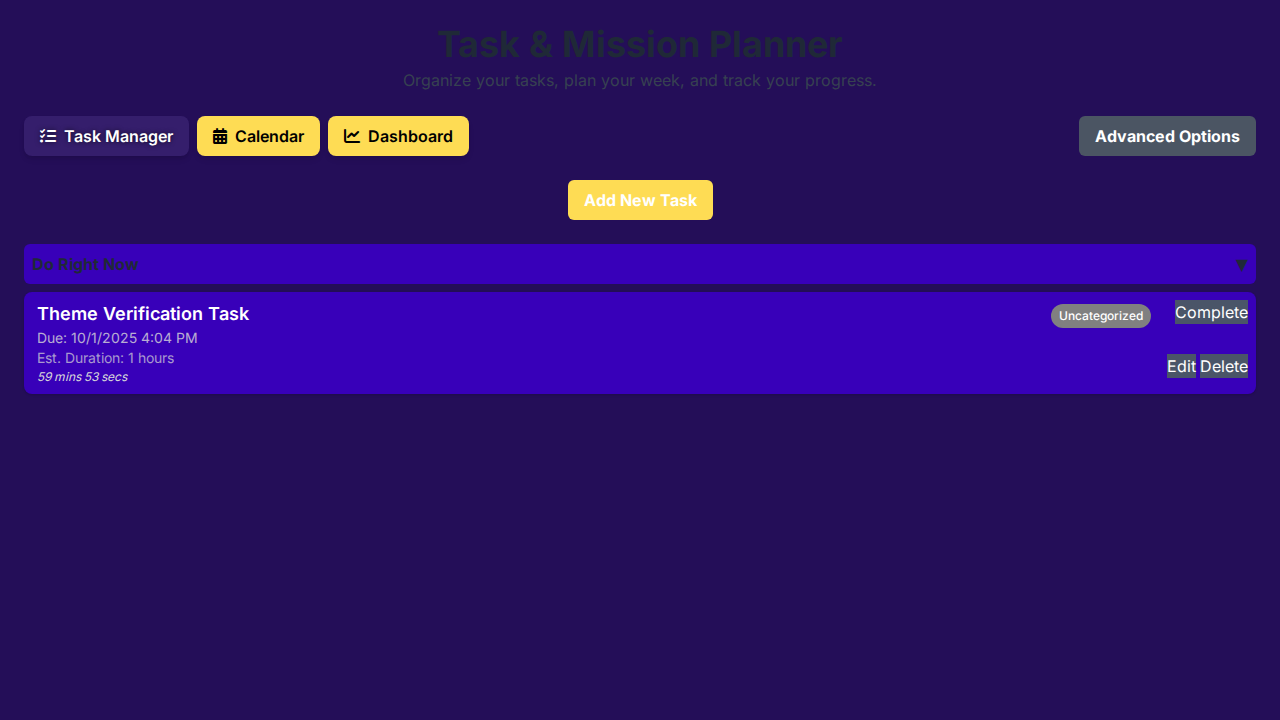 Task & Mission Planner
Organize your tasks, plan your week, and track your progress.
Task Manager
Calendar
Dashboard
Advanced Options
Add New Task
Do Right Now
▼
Theme Verification Task
Uncategorized
Complete
Due: 10/1/2025 4:04 PM
Est. Duration: 1 hours
59 mins 53 secs
Edit
Delete